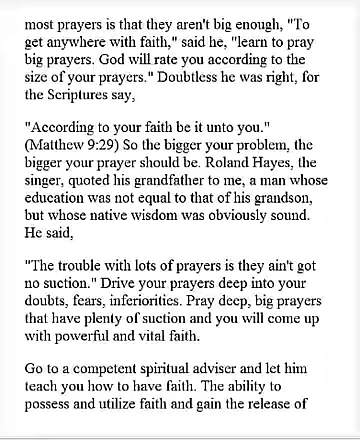 most prayers is that they aren't big enough, "To
get anywhere with faith," said he, "learn to pray
big prayers. God will rate you according to the
size of your prayers." Doubtless he was right, for
the Scriptures say,
"According to your faith be it unto you."
(Matthew 9:29) So the bigger your problem, the
bigger your prayer should be. Roland Hayes, the
singer, quoted his grandfather to me, a man whose
education was not equal to that of his grandson,
but whose native wisdom was obviously sound.
He said,
"The trouble with lots of prayers is they ain't got
no suction." Drive your prayers deep into your
doubts, fears, inferiorities. Pray deep, big prayers
that have plenty of suction and you will come up
with powerful and vital faith.
Go to a competent spiritual adviser and let him
teach you how to have faith. The ability to
possess and utilize faith and gain the release of